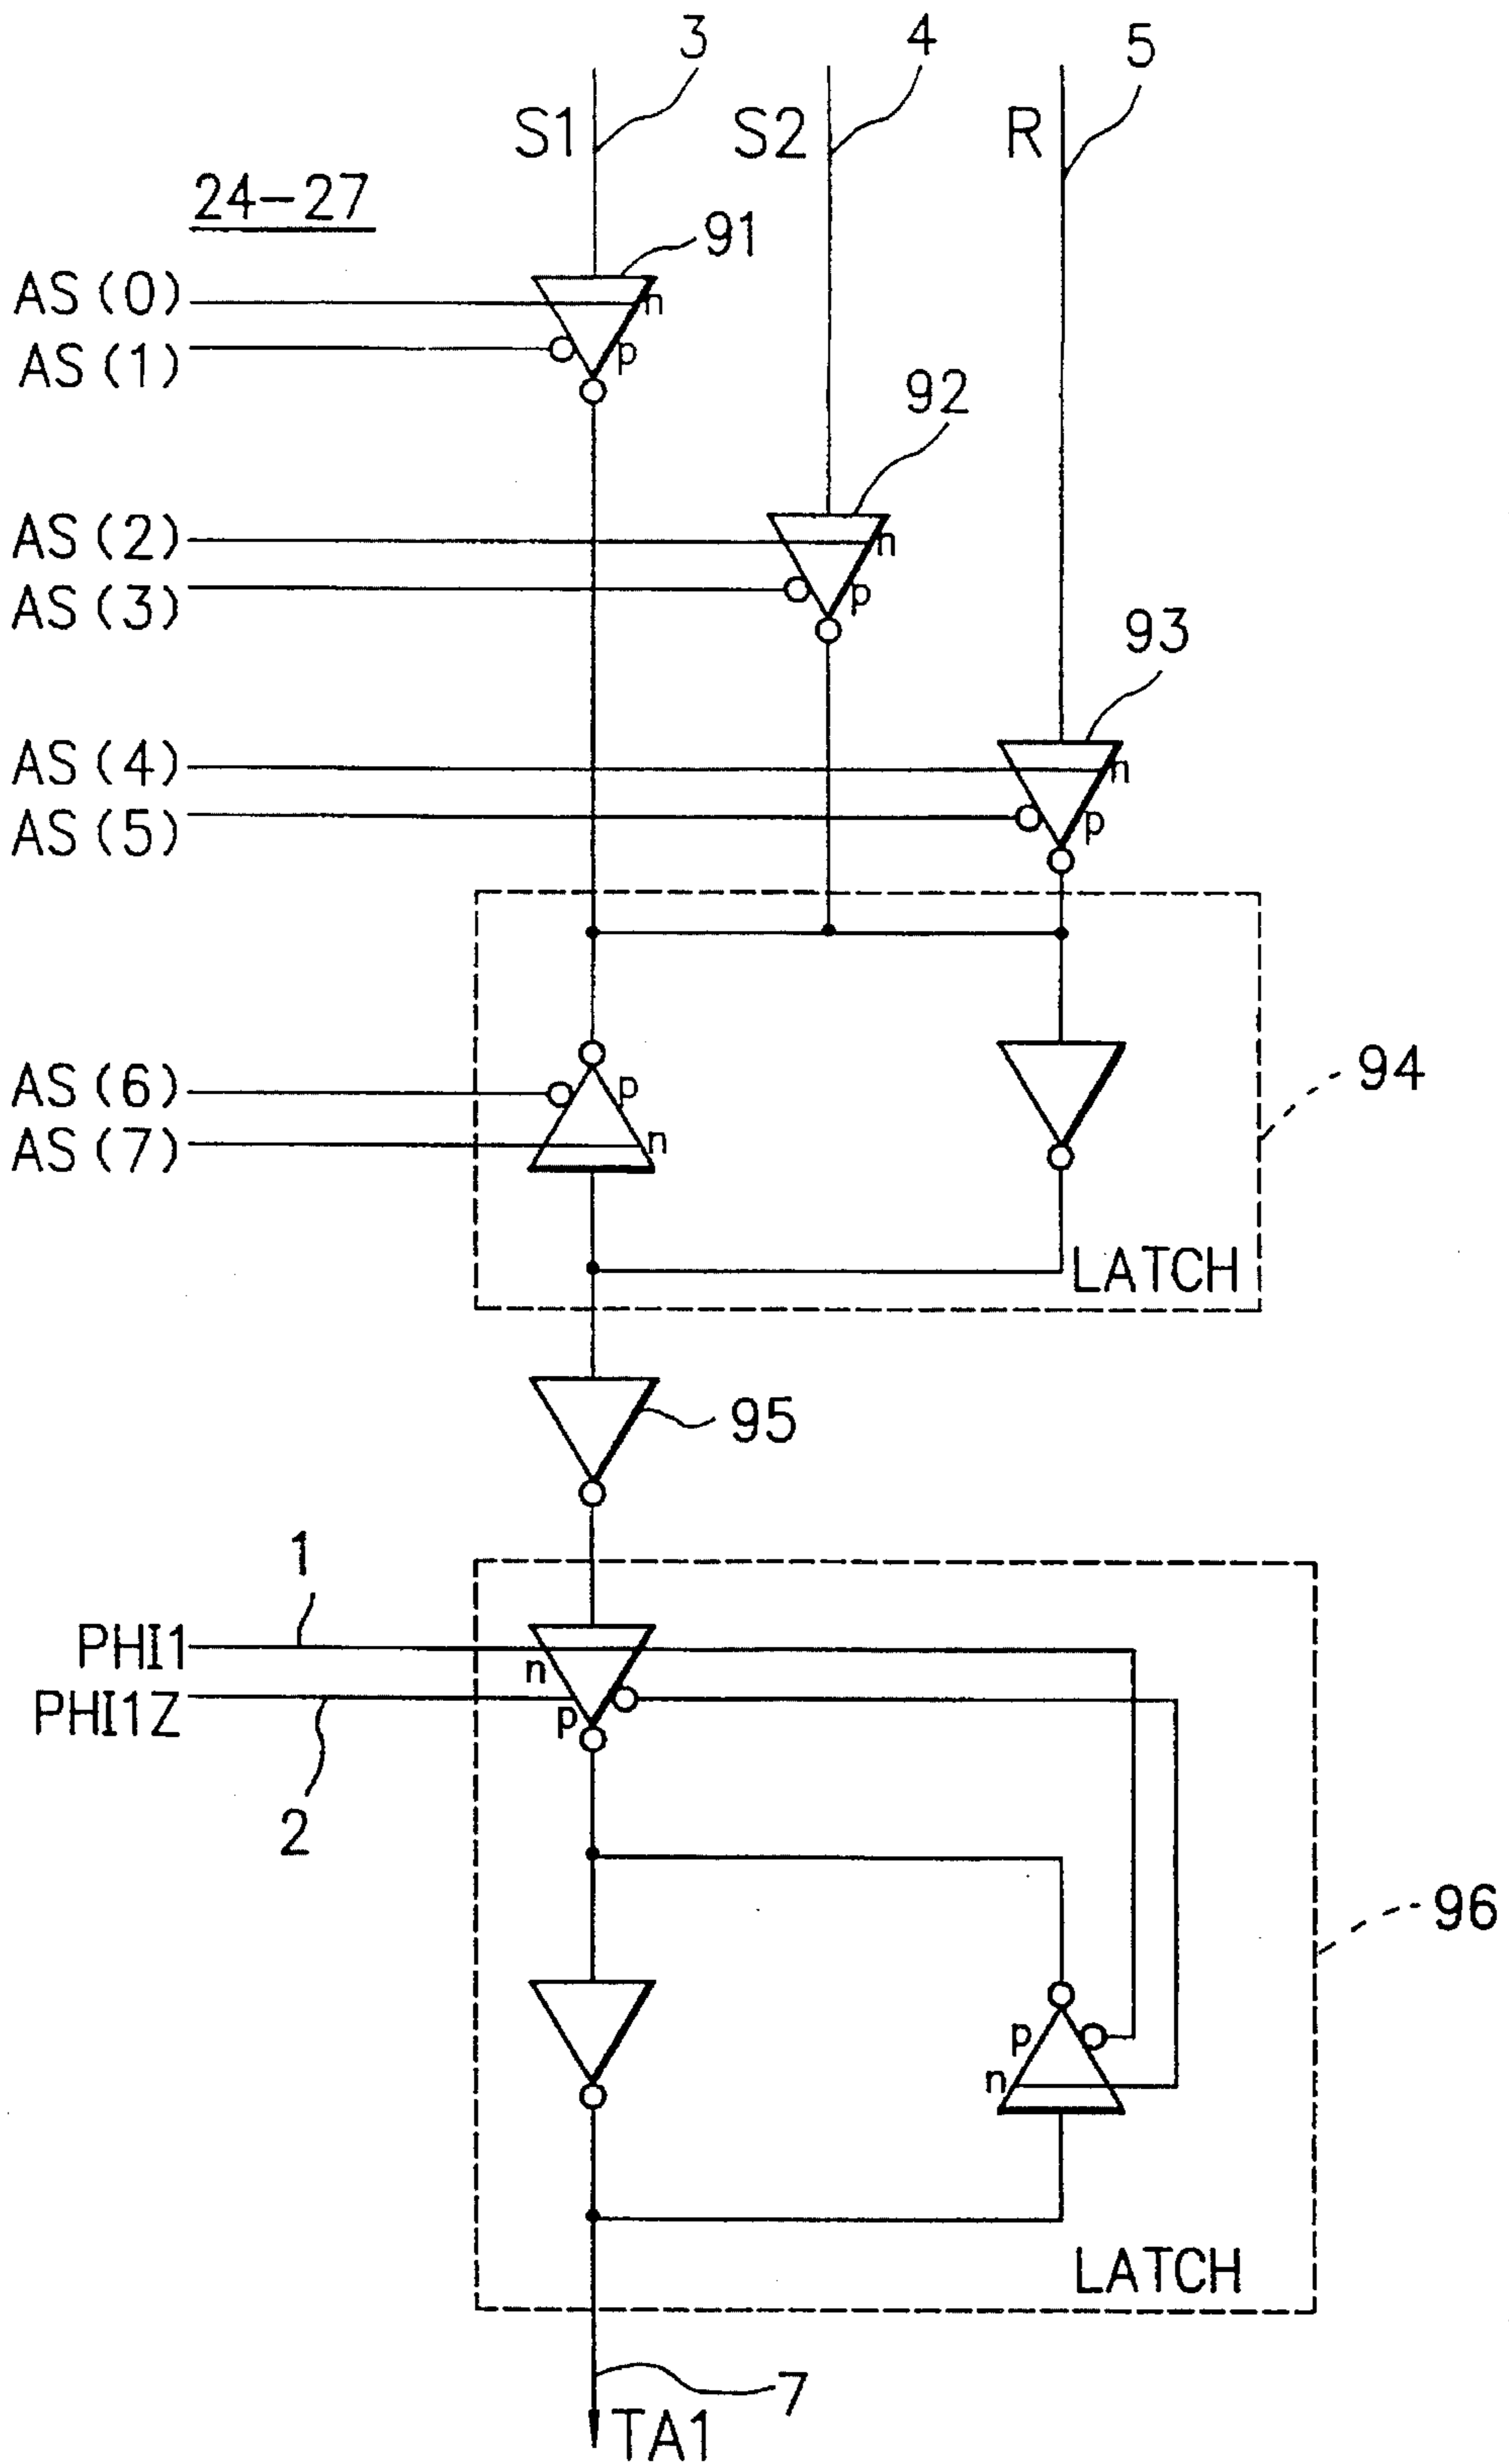 3
4
5
S1
S2
R
24-27
91
AS(0)
n
AS(1)
p
92
AS(2)
n
AS(3)
p
93
AS(4)
n
AS(5)
p
AS(6)
p
94
AS(7)
n
LATCH
95
1
PHI1
n
PHI1Z
p
2
96
p
n
LATCH
7
TA1